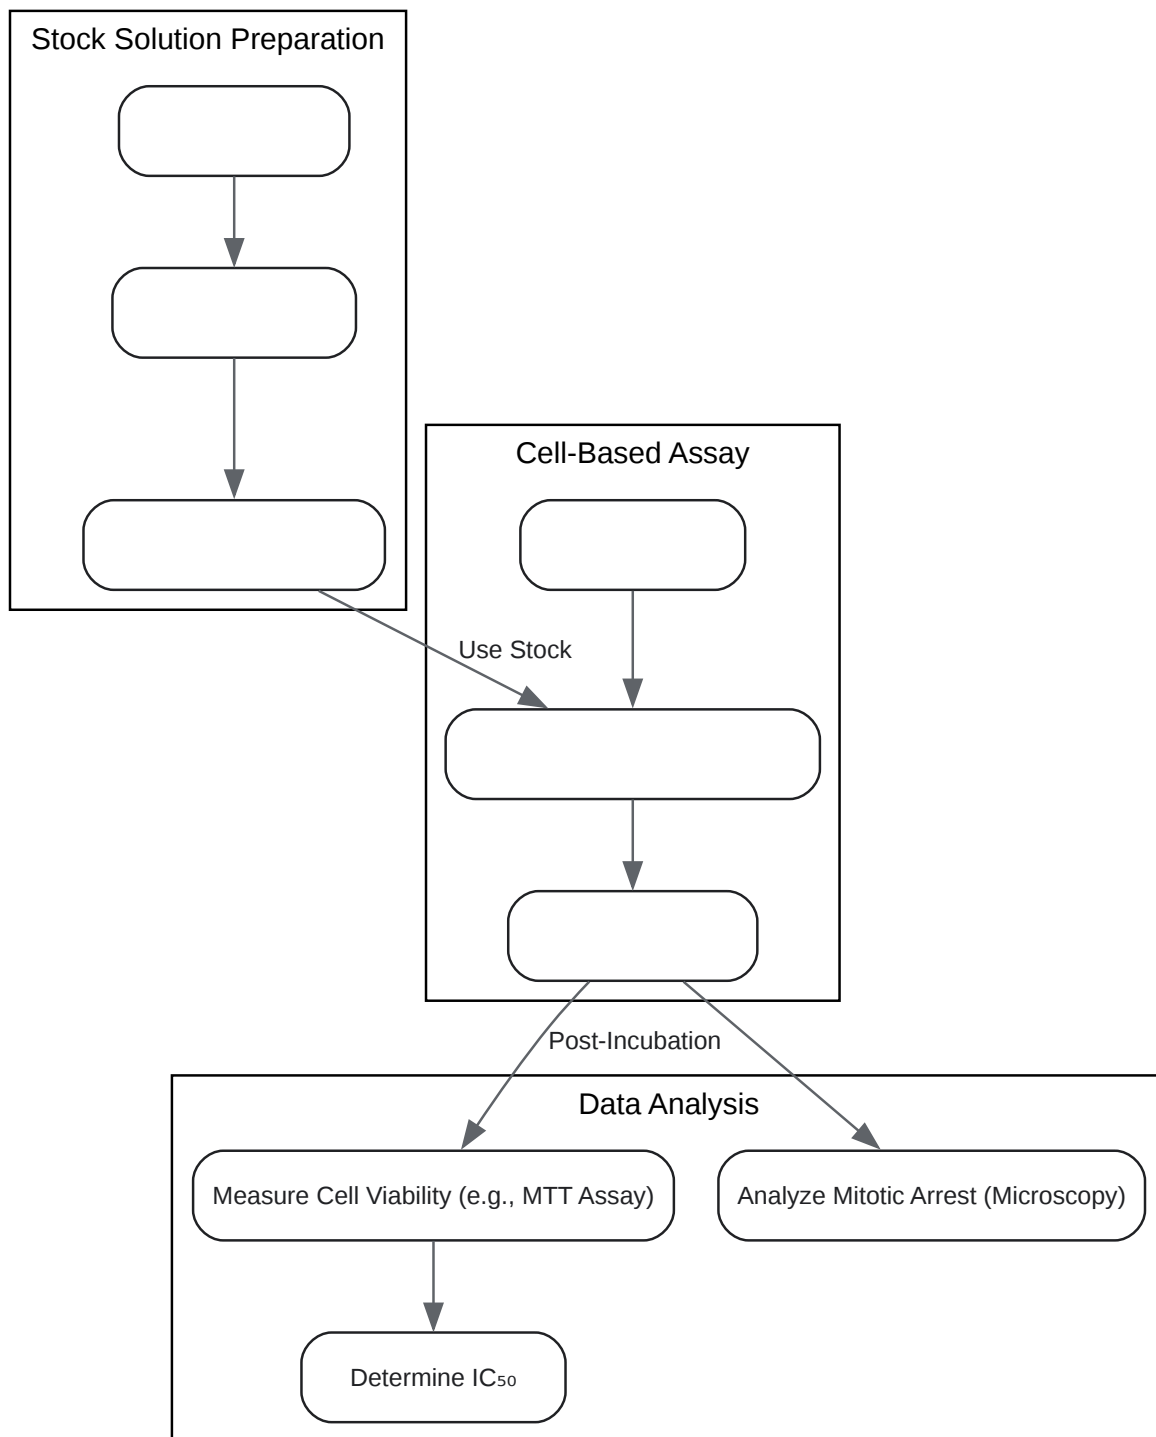 Stock Solution Preparation
Cell-Based Assay
Use Stock
Post-Incubation
Data Analysis
Measure Cell Viability (e.g., MTT Assay)
Analyze Mitotic Arrest (Microscopy)
Determine IC₅₀